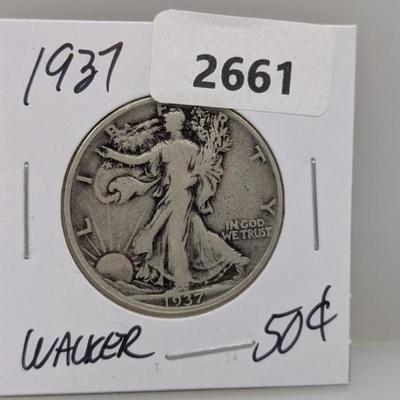 1937
2661
LIBERTY
IN GOD
WE TRUST
1937
WALKER 50¢